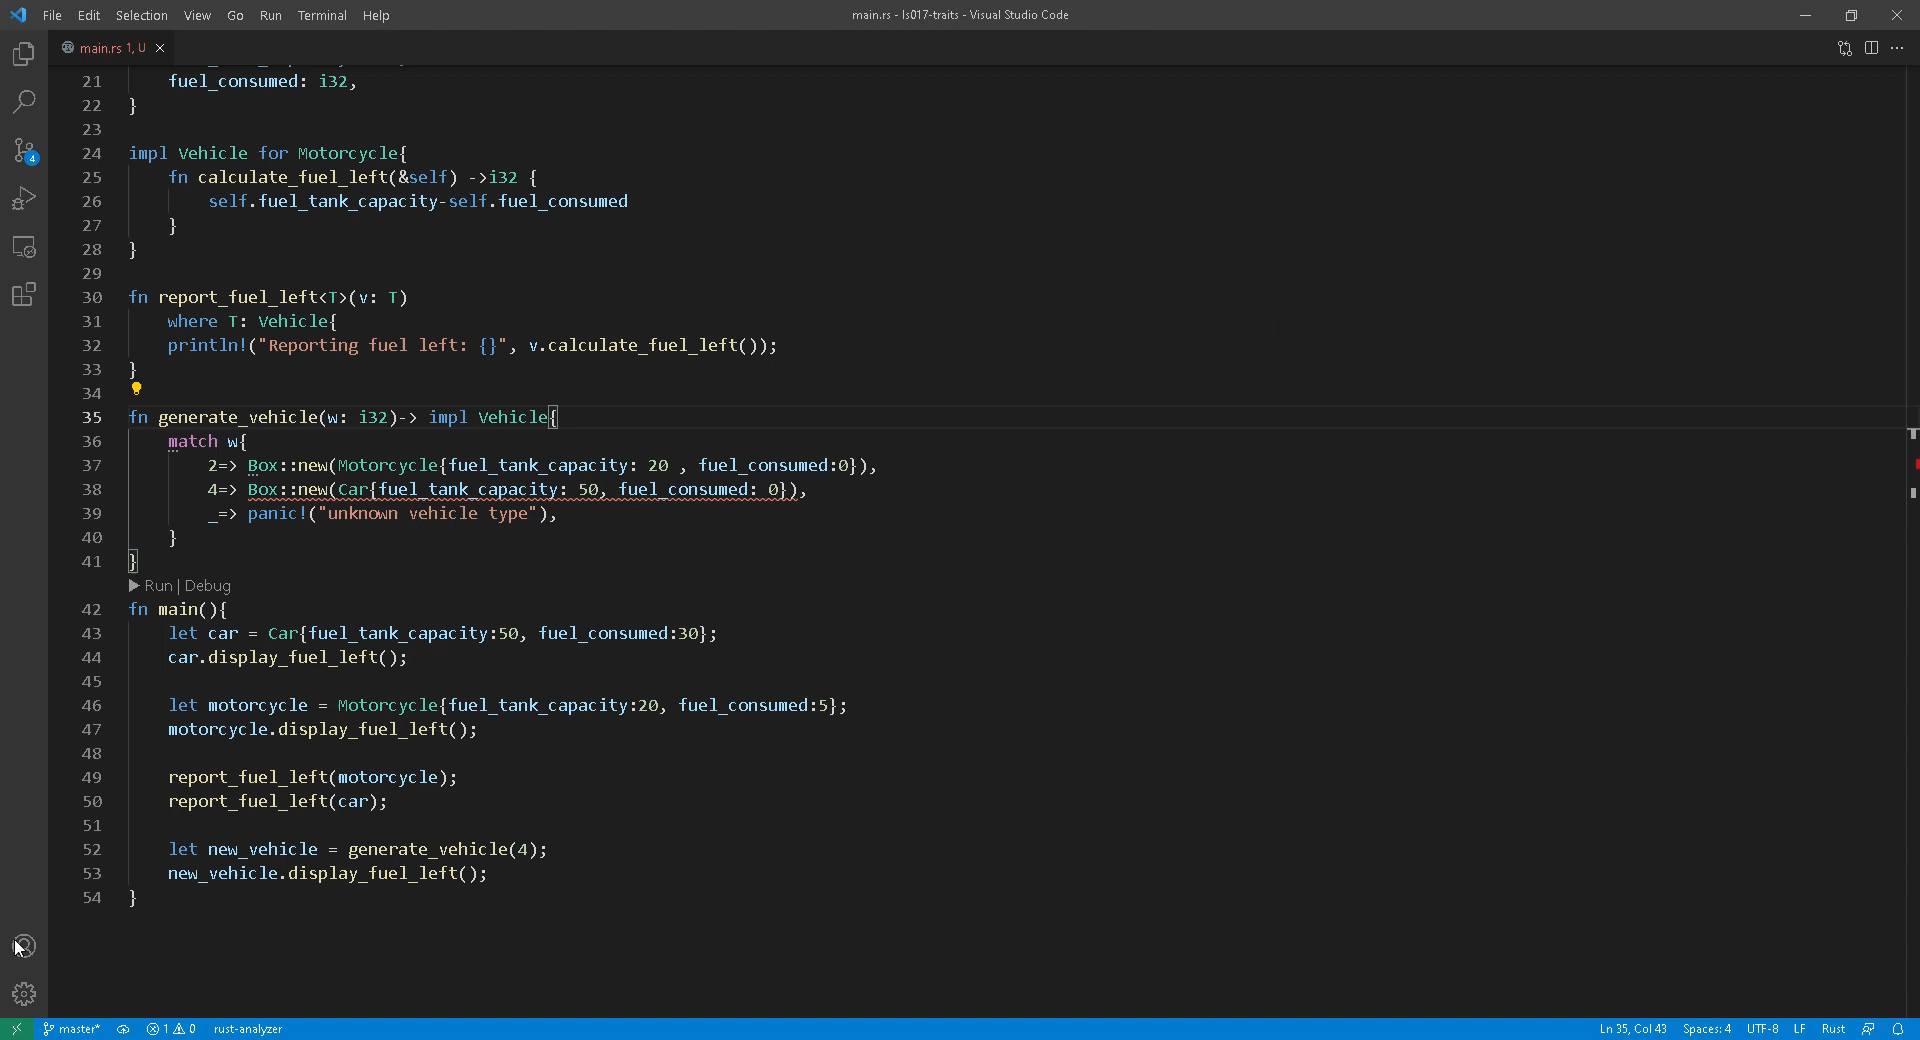 File Edit Selection View Go Run Terminal Help main.rs - ls017-traits - Visual Studio Code
main.rs 1, U
21 fuel_consumed: i32,
22 }
23
24 impl Vehicle for Motorcycle{
25 fn calculate_fuel_left(&self) ->i32 {
26 self.fuel_tank_capacity-self.fuel_consumed
27 }
28 }
29
30 fn report_fuel_left<T>(v: T)
31 where T: Vehicle{
32 println!("Reporting fuel left: {}", v.calculate_fuel_left());
33 }
34
35 fn generate_vehicle(w: i32)-> impl Vehicle{
36 match w{
37 2=> Box::new(Motorcycle{fuel_tank_capacity: 20 , fuel_consumed:0}),
38 4=> Box::new(Car{fuel_tank_capacity: 50, fuel_consumed: 0}),
39 _=> panic!("unknown vehicle type"),
40 }
41 }
Run | Debug
42 fn main(){
43 let car = Car{fuel_tank_capacity:50, fuel_consumed:30};
44 car.display_fuel_left();
45
46 let motorcycle = Motorcycle{fuel_tank_capacity:20, fuel_consumed:5};
47 motorcycle.display_fuel_left();
48
49 report_fuel_left(motorcycle);
50 report_fuel_left(car);
51
52 let new_vehicle = generate_vehicle(4);
53 new_vehicle.display_fuel_left();
54 }
4
master* 1 0 rust-analyzer Ln 35, Col 43 Spaces: 4 UTF-8 LF Rust